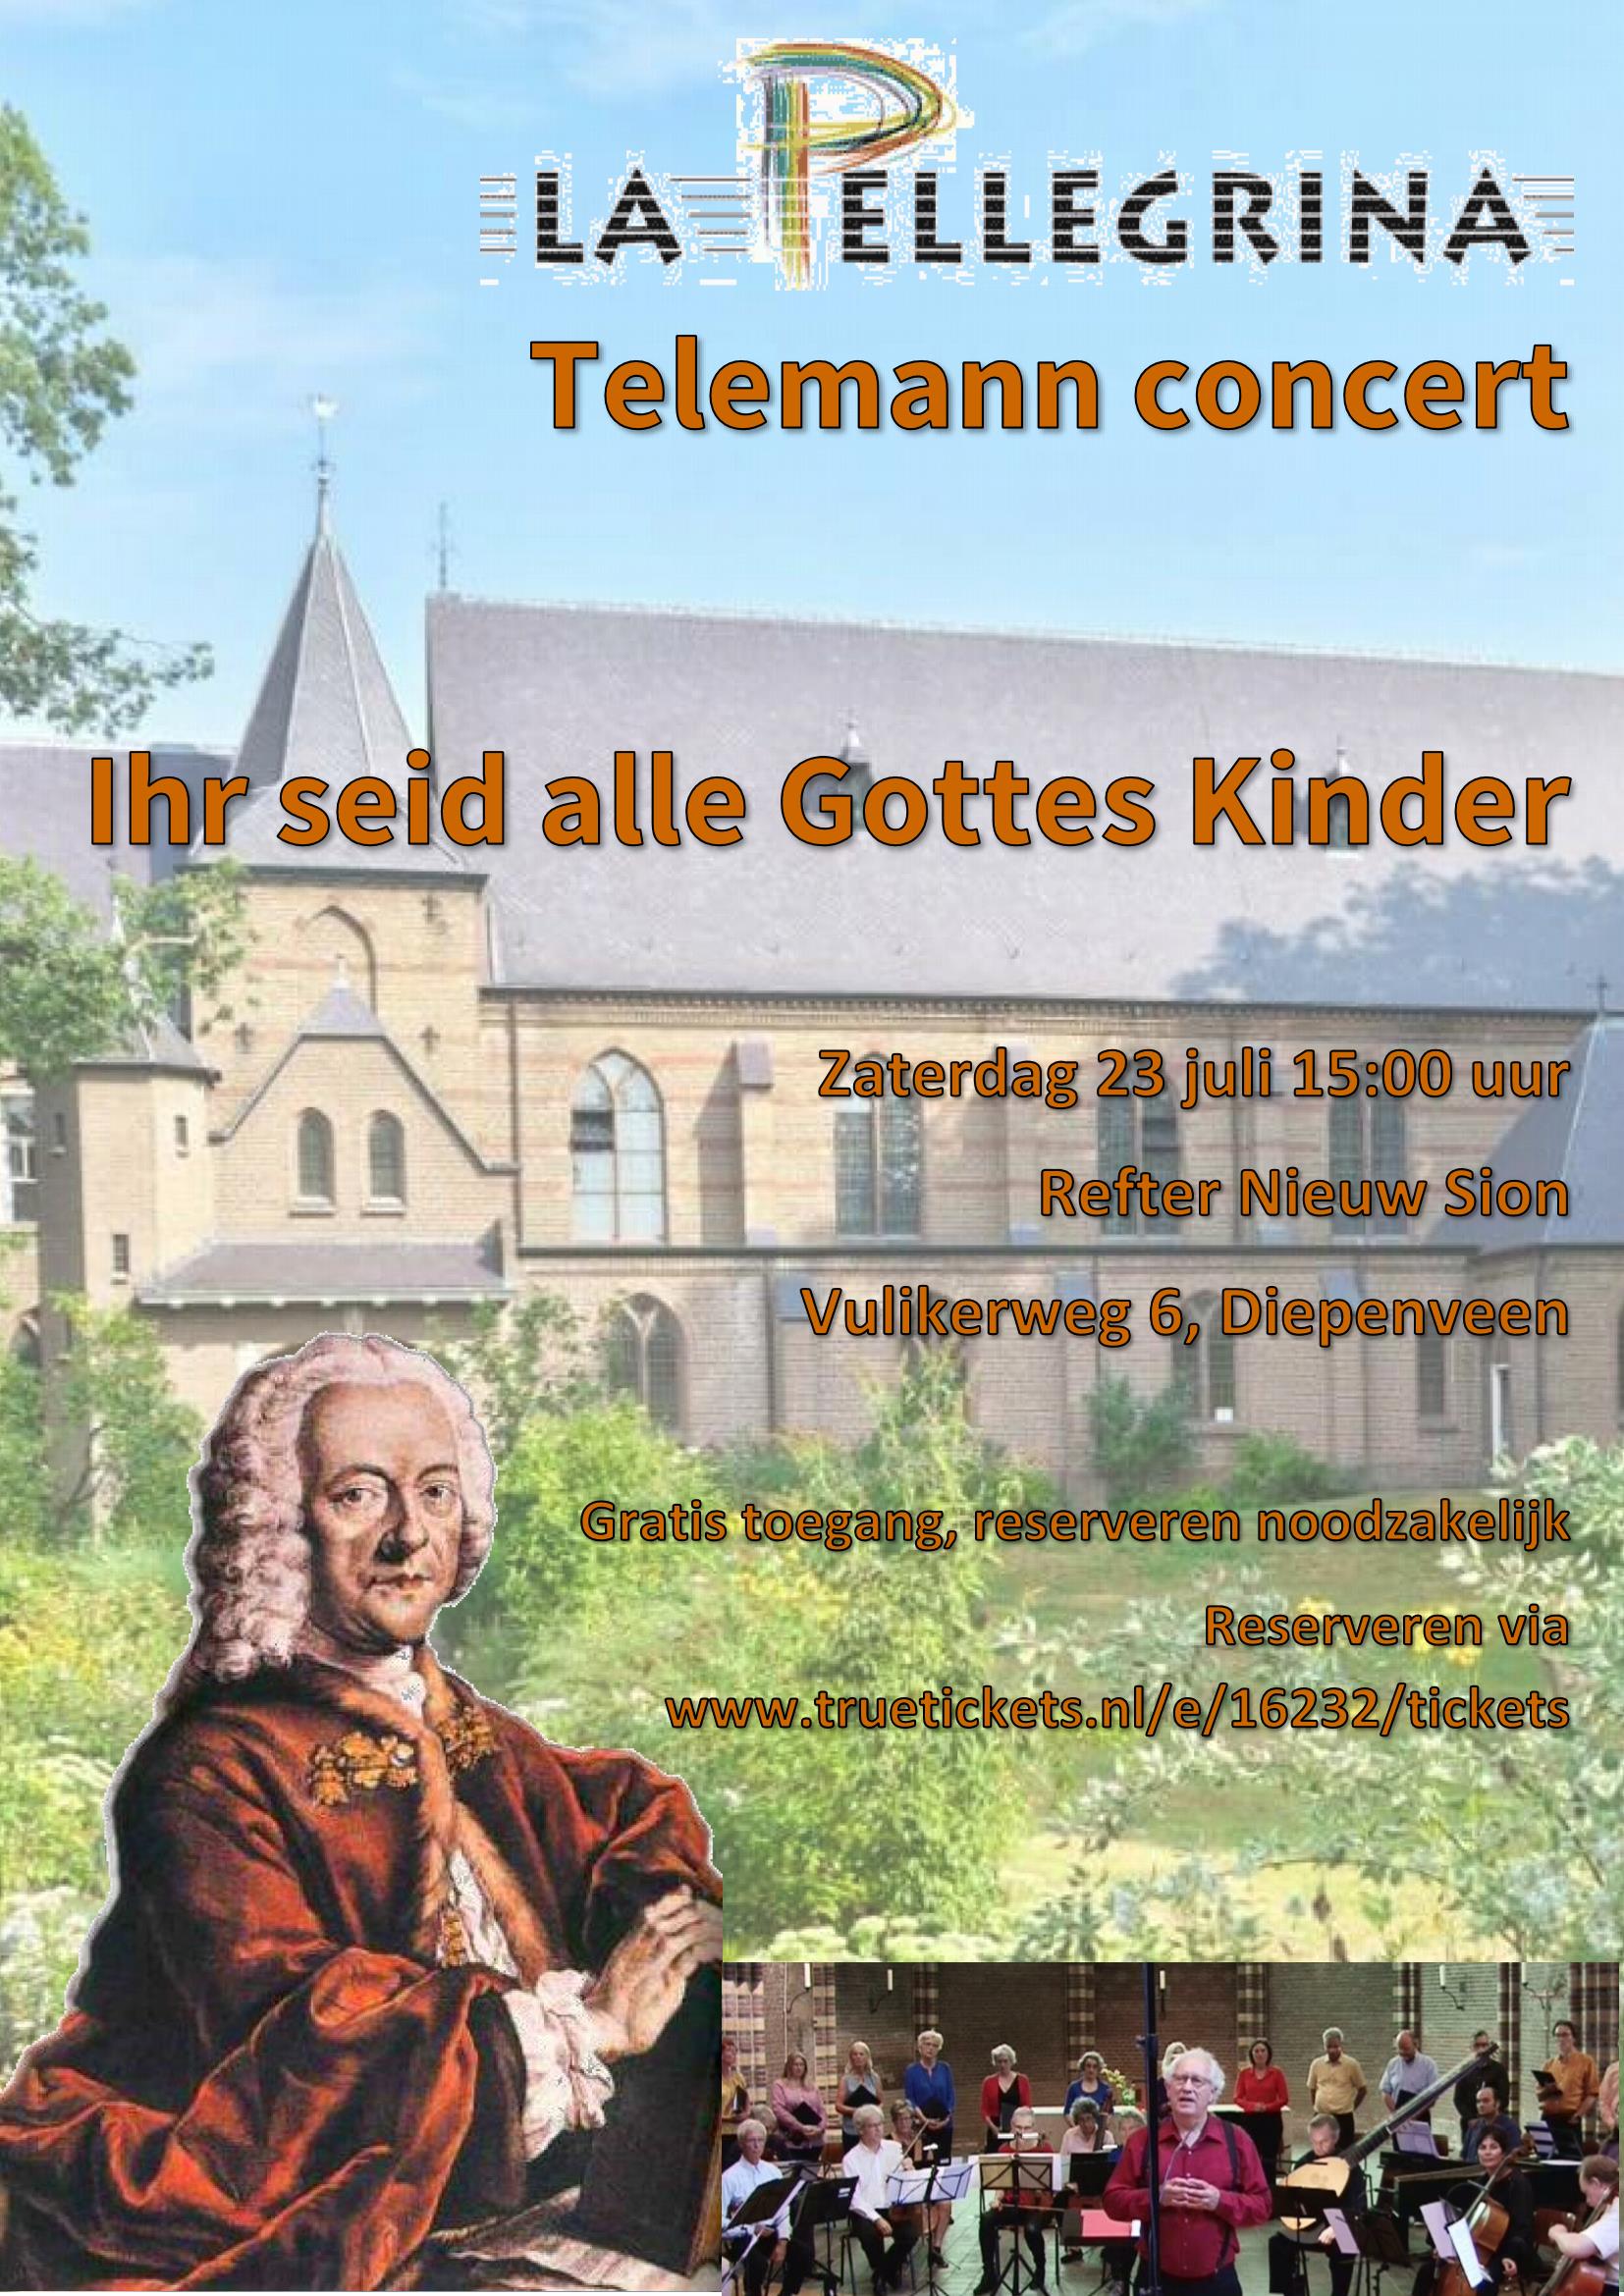 LA PELLEGRINA
Telemann concert
Ihr seid alle Gottes Kinder
Zaterdag 23 juli 15:00 uur
Refter Nieuw Sion
Vulikerweg 6, Diepenveen
Gratis toegang, reserveren noodzakelijk
Reserveren via
www.truetickets.nl/e/16232/tickets